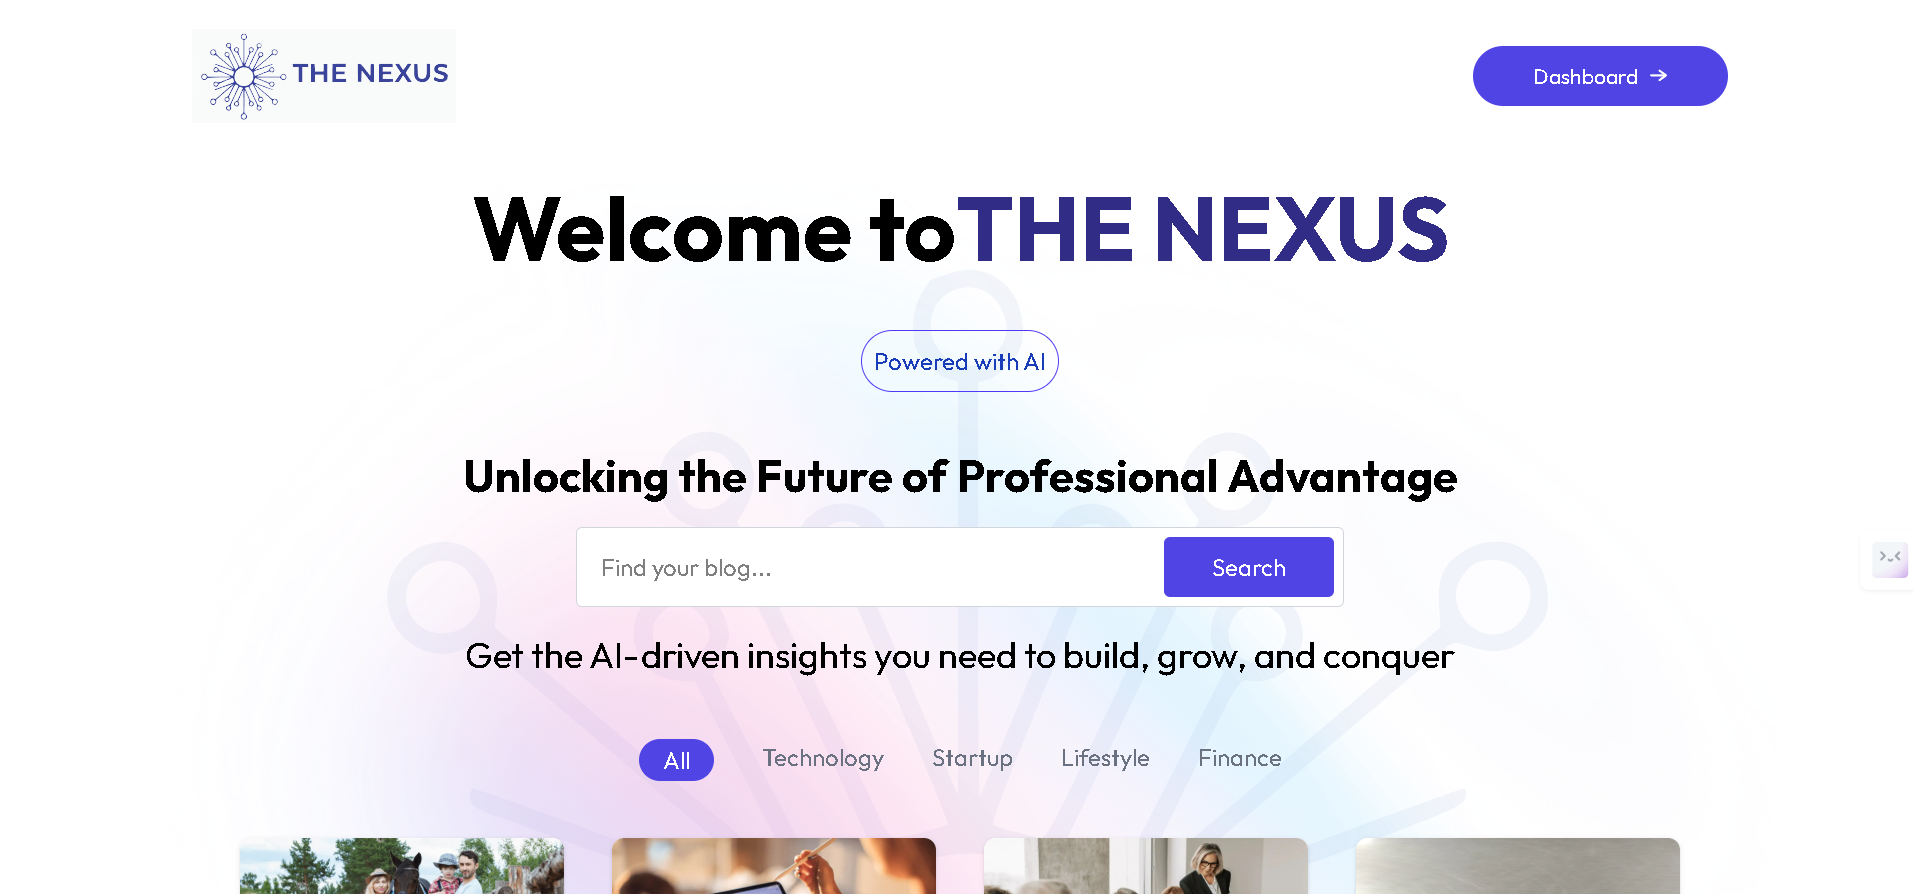 THE NEXUS
Dashboard →
Welcome toTHE NEXUS
Powered with AI
Unlocking the Future of Professional Advantage
Find your blog...
Search
Get the AI-driven insights you need to build, grow, and conquer
All Technology Startup Lifestyle Finance